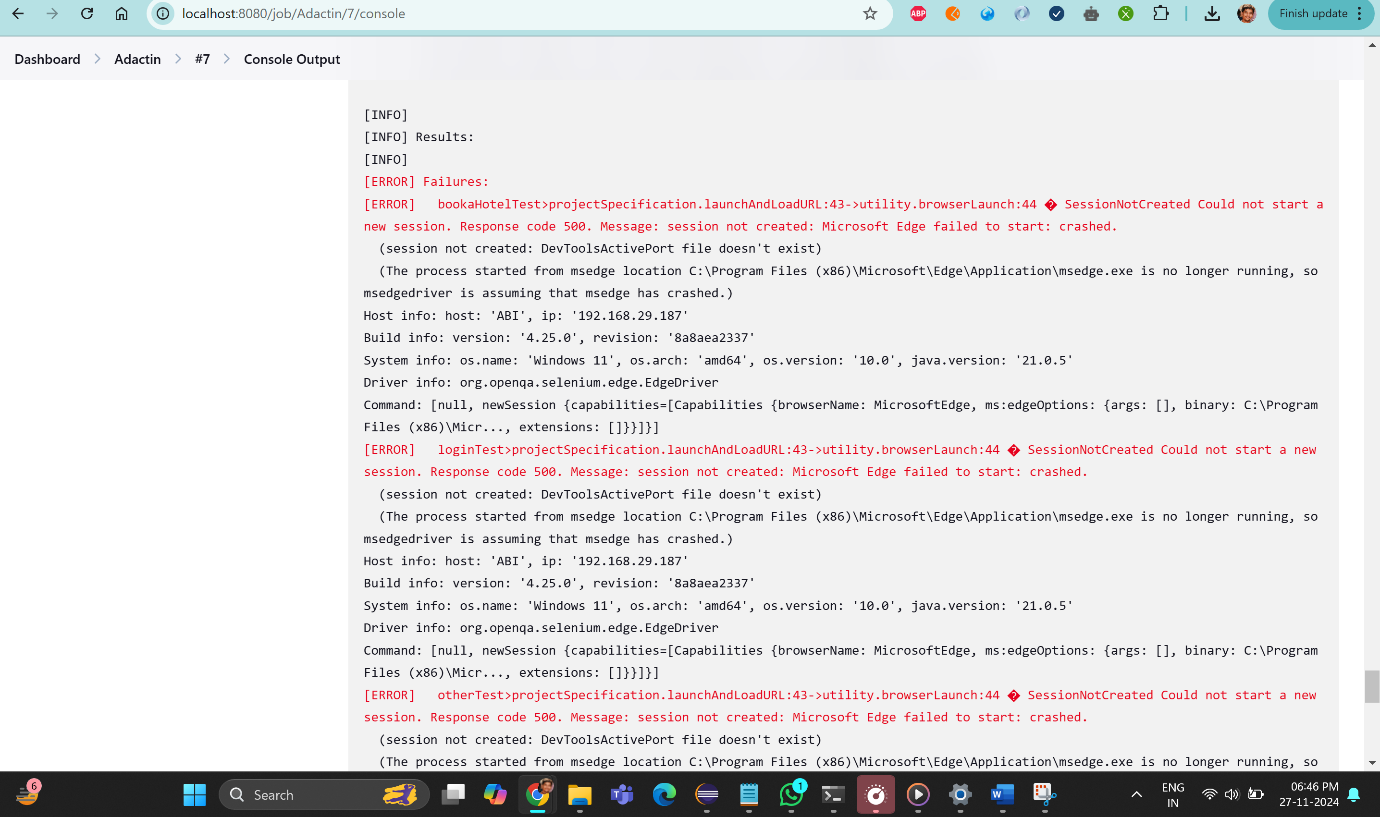 localhost:8080/job/Adactin/7/console
ABP
Finish update
Dashboard > Adactin > #7 > Console Output
[INFO]
[INFO] Results:
[INFO]
[ERROR] Failures:
[ERROR]   bookaHotelTest>projectSpecification.launchAndLoadURL:43->utility.browserLaunch:44 � SessionNotCreated Could not start a
new session. Response code 500. Message: session not created: Microsoft Edge failed to start: crashed.
  (session not created: DevToolsActivePort file doesn't exist)
  (The process started from msedge location C:\Program Files (x86)\Microsoft\Edge\Application\msedge.exe is no longer running, so
msedgedriver is assuming that msedge has crashed.)
Host info: host: 'ABI', ip: '192.168.29.187'
Build info: version: '4.25.0', revision: '8a8aea2337'
System info: os.name: 'Windows 11', os.arch: 'amd64', os.version: '10.0', java.version: '21.0.5'
Driver info: org.openqa.selenium.edge.EdgeDriver
Command: [null, newSession {capabilities=[Capabilities {browserName: MicrosoftEdge, ms:edgeOptions: {args: [], binary: C:\Program
Files (x86)\Micr..., extensions: []}}]}]
[ERROR]   loginTest>projectSpecification.launchAndLoadURL:43->utility.browserLaunch:44 � SessionNotCreated Could not start a new
session. Response code 500. Message: session not created: Microsoft Edge failed to start: crashed.
  (session not created: DevToolsActivePort file doesn't exist)
  (The process started from msedge location C:\Program Files (x86)\Microsoft\Edge\Application\msedge.exe is no longer running, so
msedgedriver is assuming that msedge has crashed.)
Host info: host: 'ABI', ip: '192.168.29.187'
Build info: version: '4.25.0', revision: '8a8aea2337'
System info: os.name: 'Windows 11', os.arch: 'amd64', os.version: '10.0', java.version: '21.0.5'
Driver info: org.openqa.selenium.edge.EdgeDriver
Command: [null, newSession {capabilities=[Capabilities {browserName: MicrosoftEdge, ms:edgeOptions: {args: [], binary: C:\Program
Files (x86)\Micr..., extensions: []}}]}]
[ERROR]   otherTest>projectSpecification.launchAndLoadURL:43->utility.browserLaunch:44 � SessionNotCreated Could not start a new
session. Response code 500. Message: session not created: Microsoft Edge failed to start: crashed.
  (session not created: DevToolsActivePort file doesn't exist)
  (The process started from msedge location C:\Program Files (x86)\Microsoft\Edge\Application\msedge.exe is no longer running, so
6
Search
1
ENG
IN
06:46 PM
27-11-2024